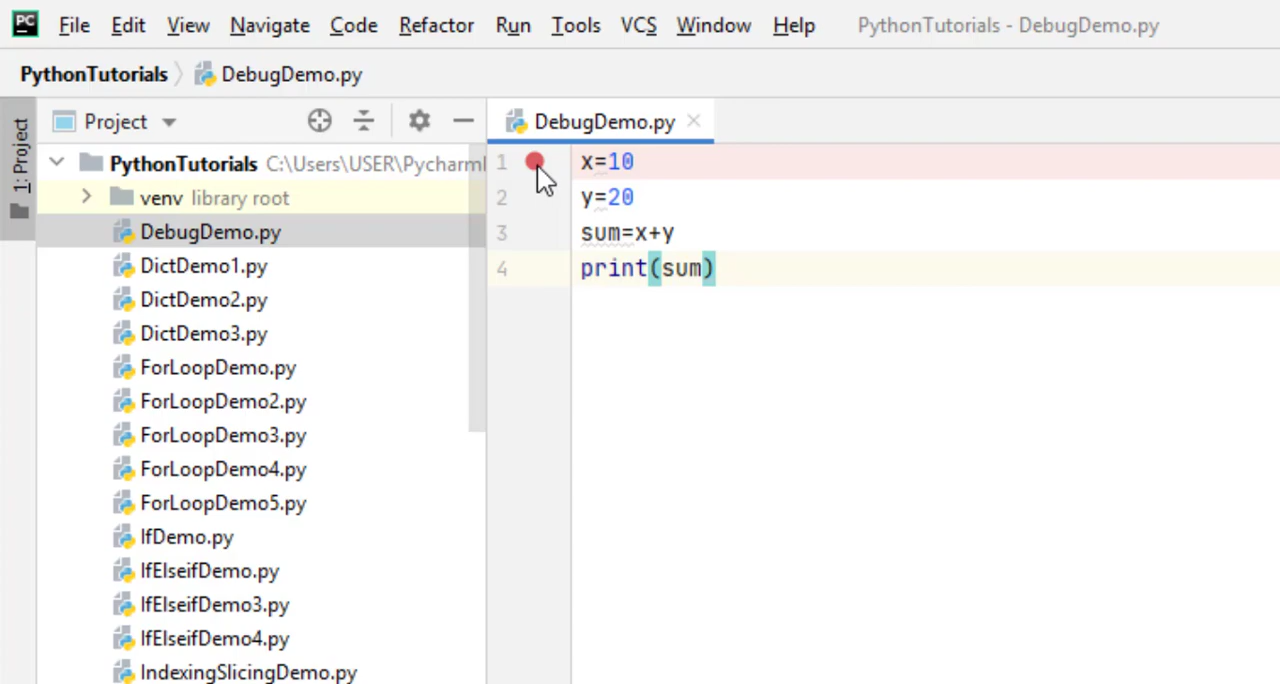 PC File Edit View Navigate Code Refactor Run Tools VCS Window Help PythonTutorials - DebugDemo.py
PythonTutorials DebugDemo.py
1: Project
Project
PythonTutorials C:\Users\USER\Pycharm
venv library root
DebugDemo.py
DictDemo1.py
DictDemo2.py
DictDemo3.py
ForLoopDemo.py
ForLoopDemo2.py
ForLoopDemo3.py
ForLoopDemo4.py
ForLoopDemo5.py
IfDemo.py
IfElseifDemo.py
IfElseifDemo3.py
IfElseifDemo4.py
IndexingSlicingDemo.py
DebugDemo.py
1 x=10
2 y=20
3 sum=x+y
4 print(sum)